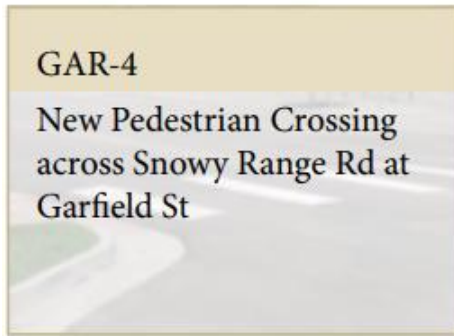 GAR-4
New Pedestrian Crossing
across Snowy Range Rd at
Garfield St